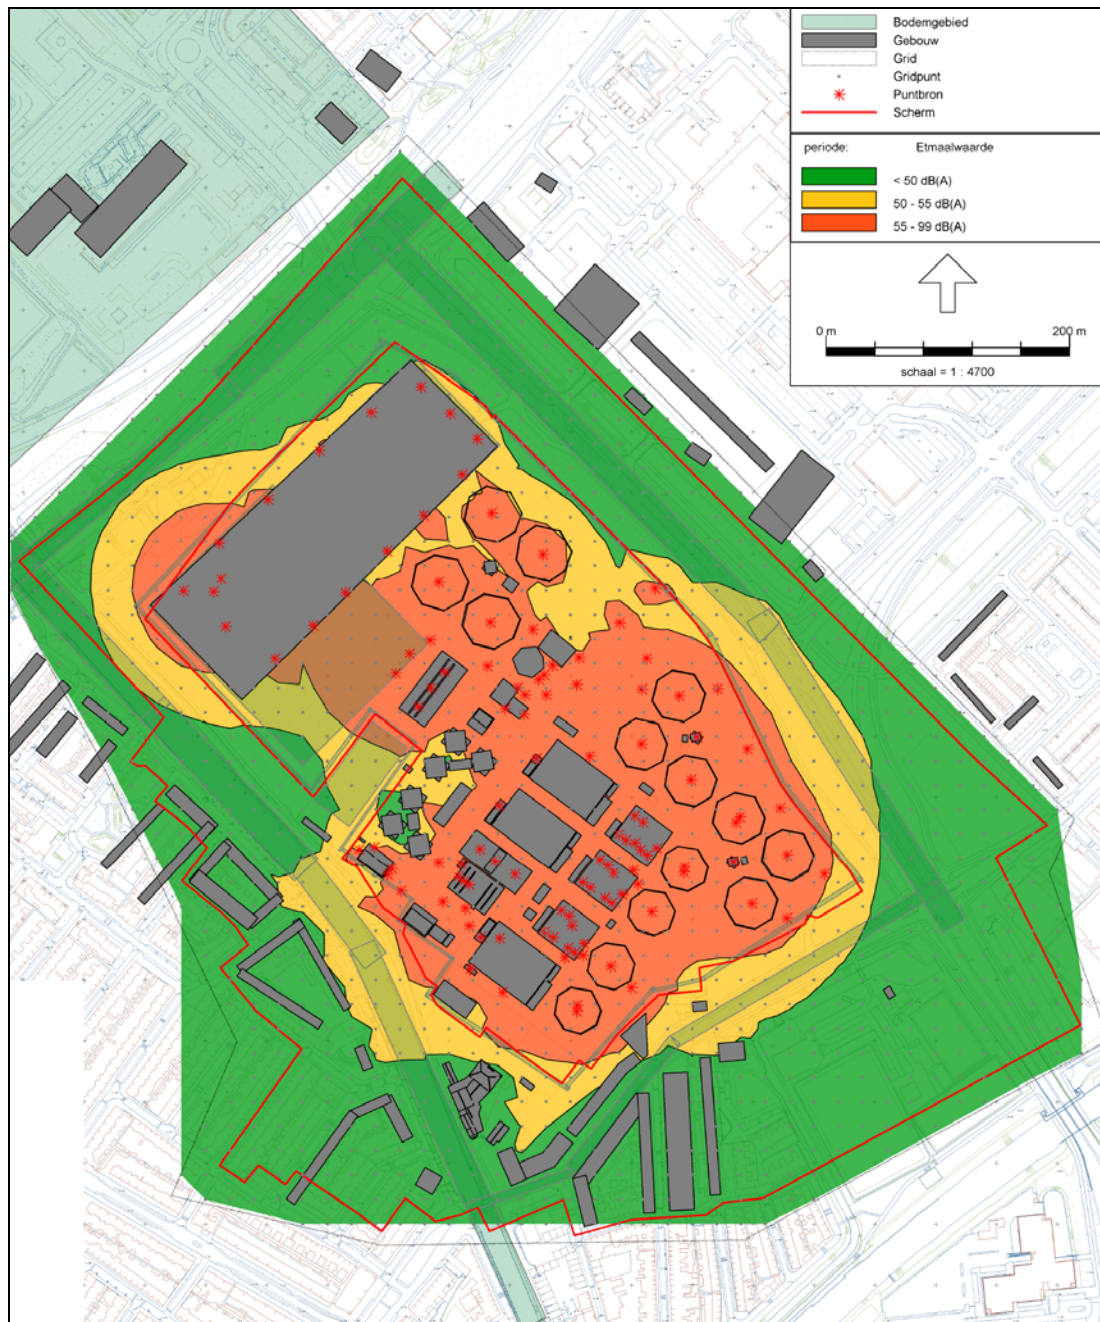 Bodemgebied
Gebouw
Grid
Gridpunt
Puntbron
Scherm
periode: Etmaalwaarde
< 50 dB(A)
50 - 55 dB(A)
55 - 99 dB(A)
0 m 200 m
schaal = 1 : 4700